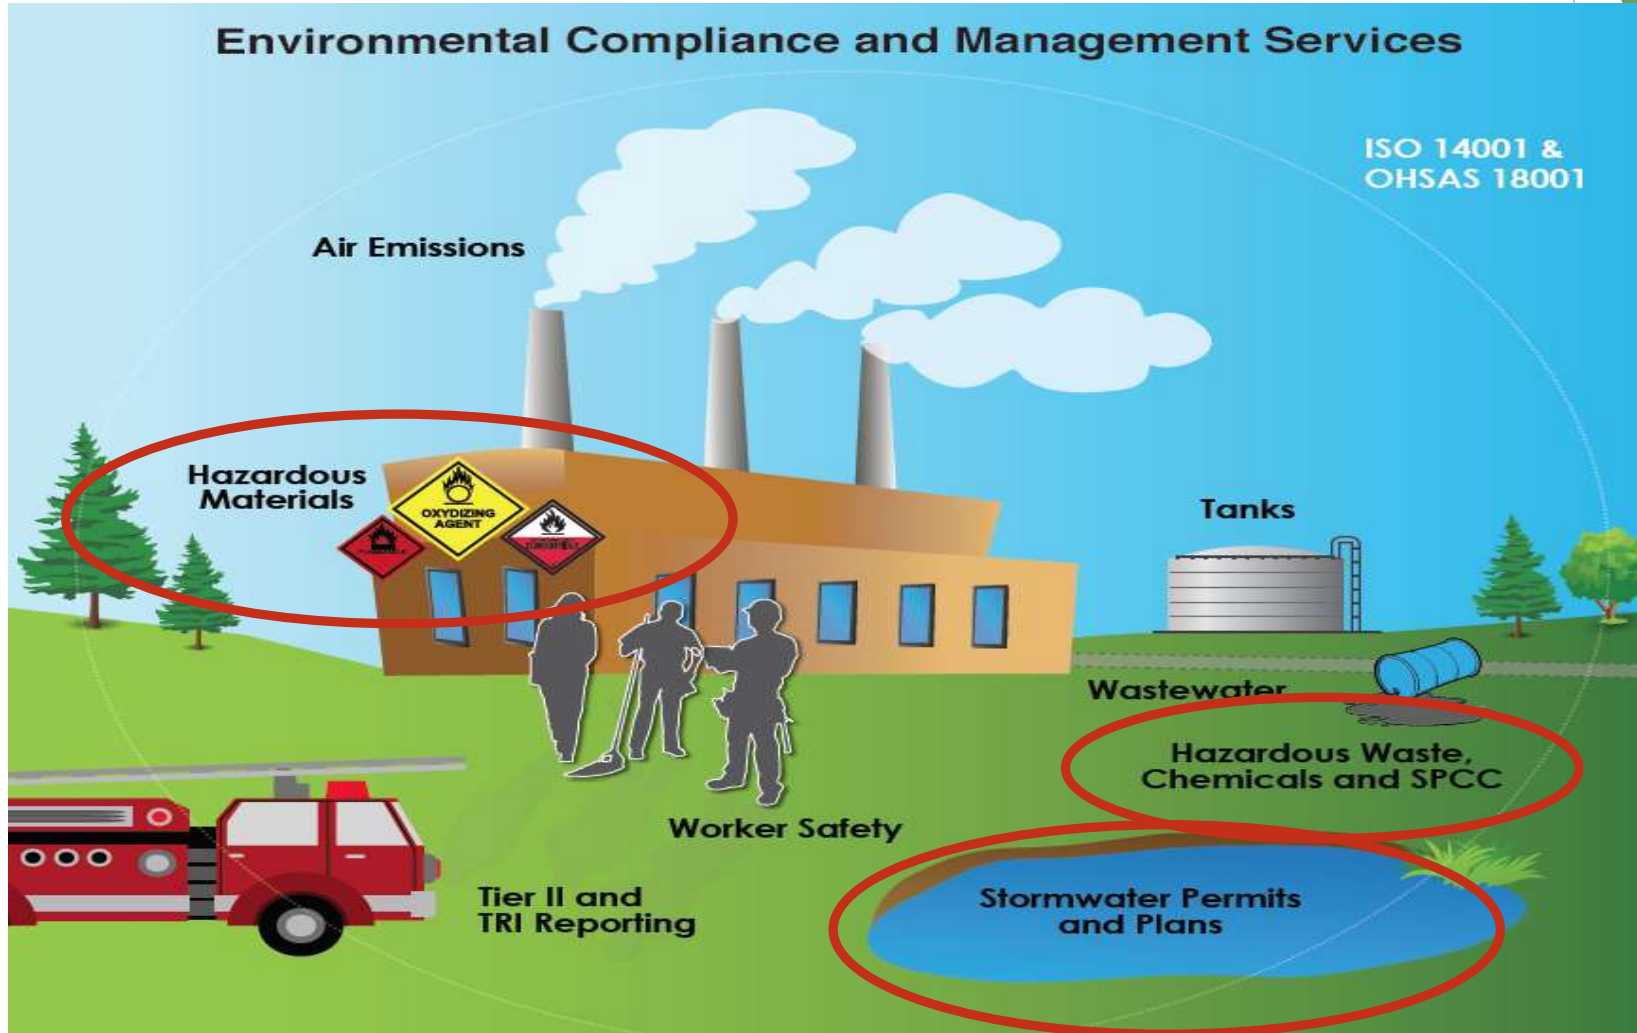 Environmental Compliance and Management Services
ISO 14001 &
OHSAS 18001
Air Emissions
Hazardous
Materials
OXYDIZING
AGENT
Tanks
Wastewater
Hazardous Waste,
Chemicals and SPCC
Worker Safety
Tier II and
TRI Reporting
Stormwater Permits
and Plans